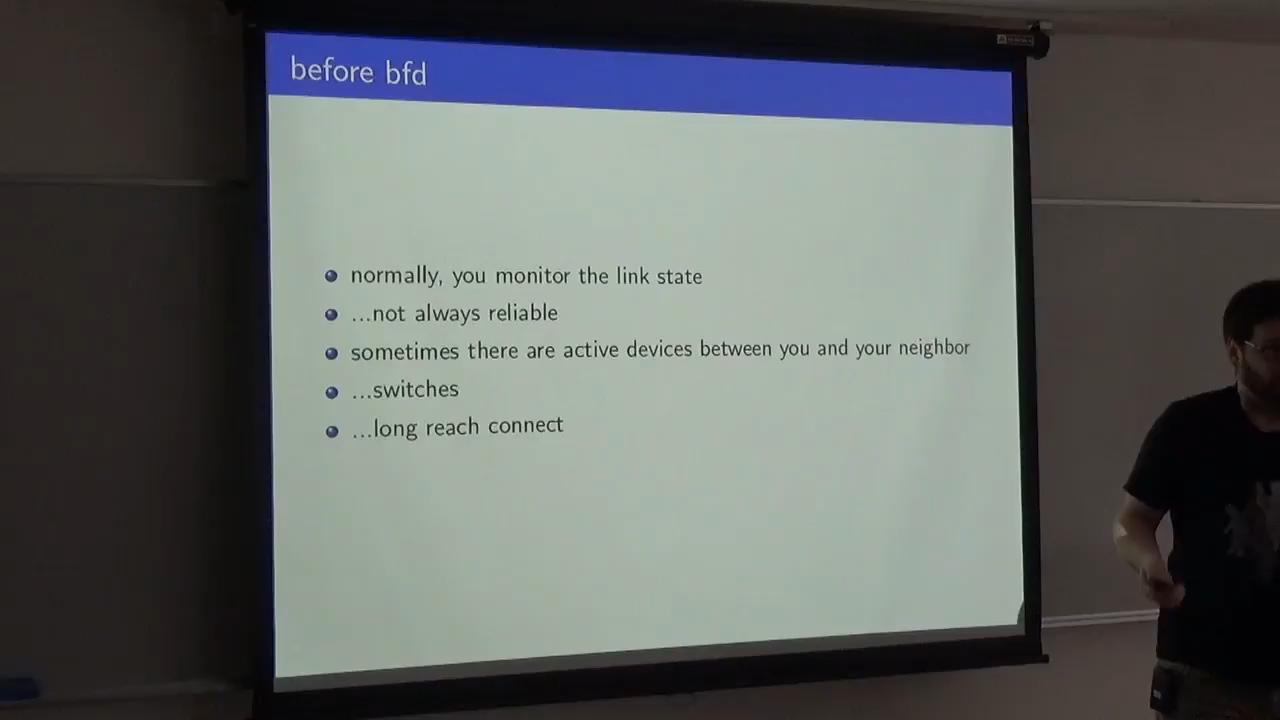 before bfd
normally, you monitor the link state
...not always reliable
sometimes there are active devices between you and your neighbor
...switches
...long reach connect